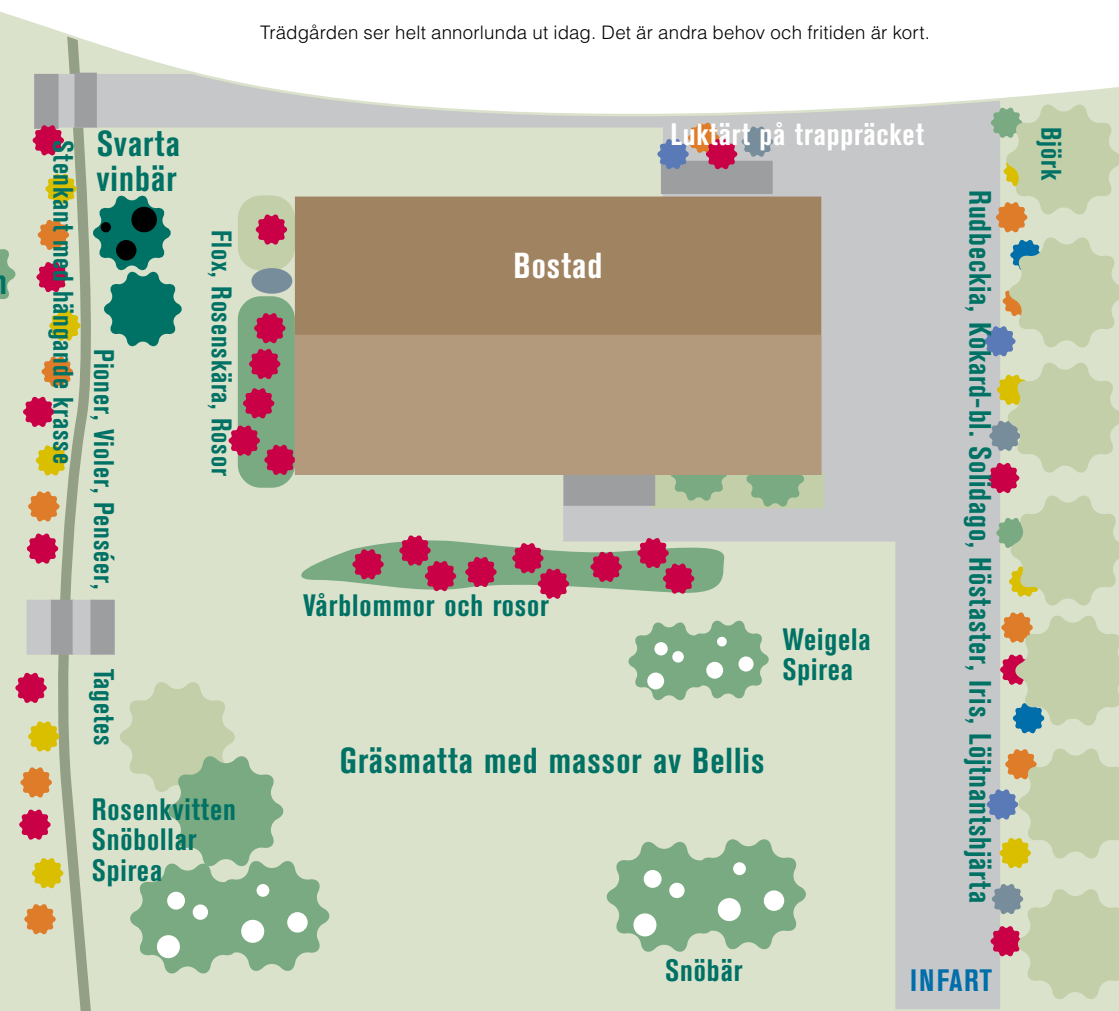 Trädgården ser helt annorlunda ut idag. Det är andra behov och fritiden är kort.
Luktärt på trappräcket
Svarta
vinbär
Björk
Stenkant med hängande krasse
Bostad
Flox, Rosenskära, Rosor
Rudbeckia, Kokard-bl. Solidago, Höstaster, Iris, Löjtnantshjärta
Pioner, Violer, Penséer,
Tagetes
Vårblommor och rosor
Weigela
Spirea
Gräsmatta med massor av Bellis
Rosenkvitten
Snöbollar
Spirea
Snöbär
INFART